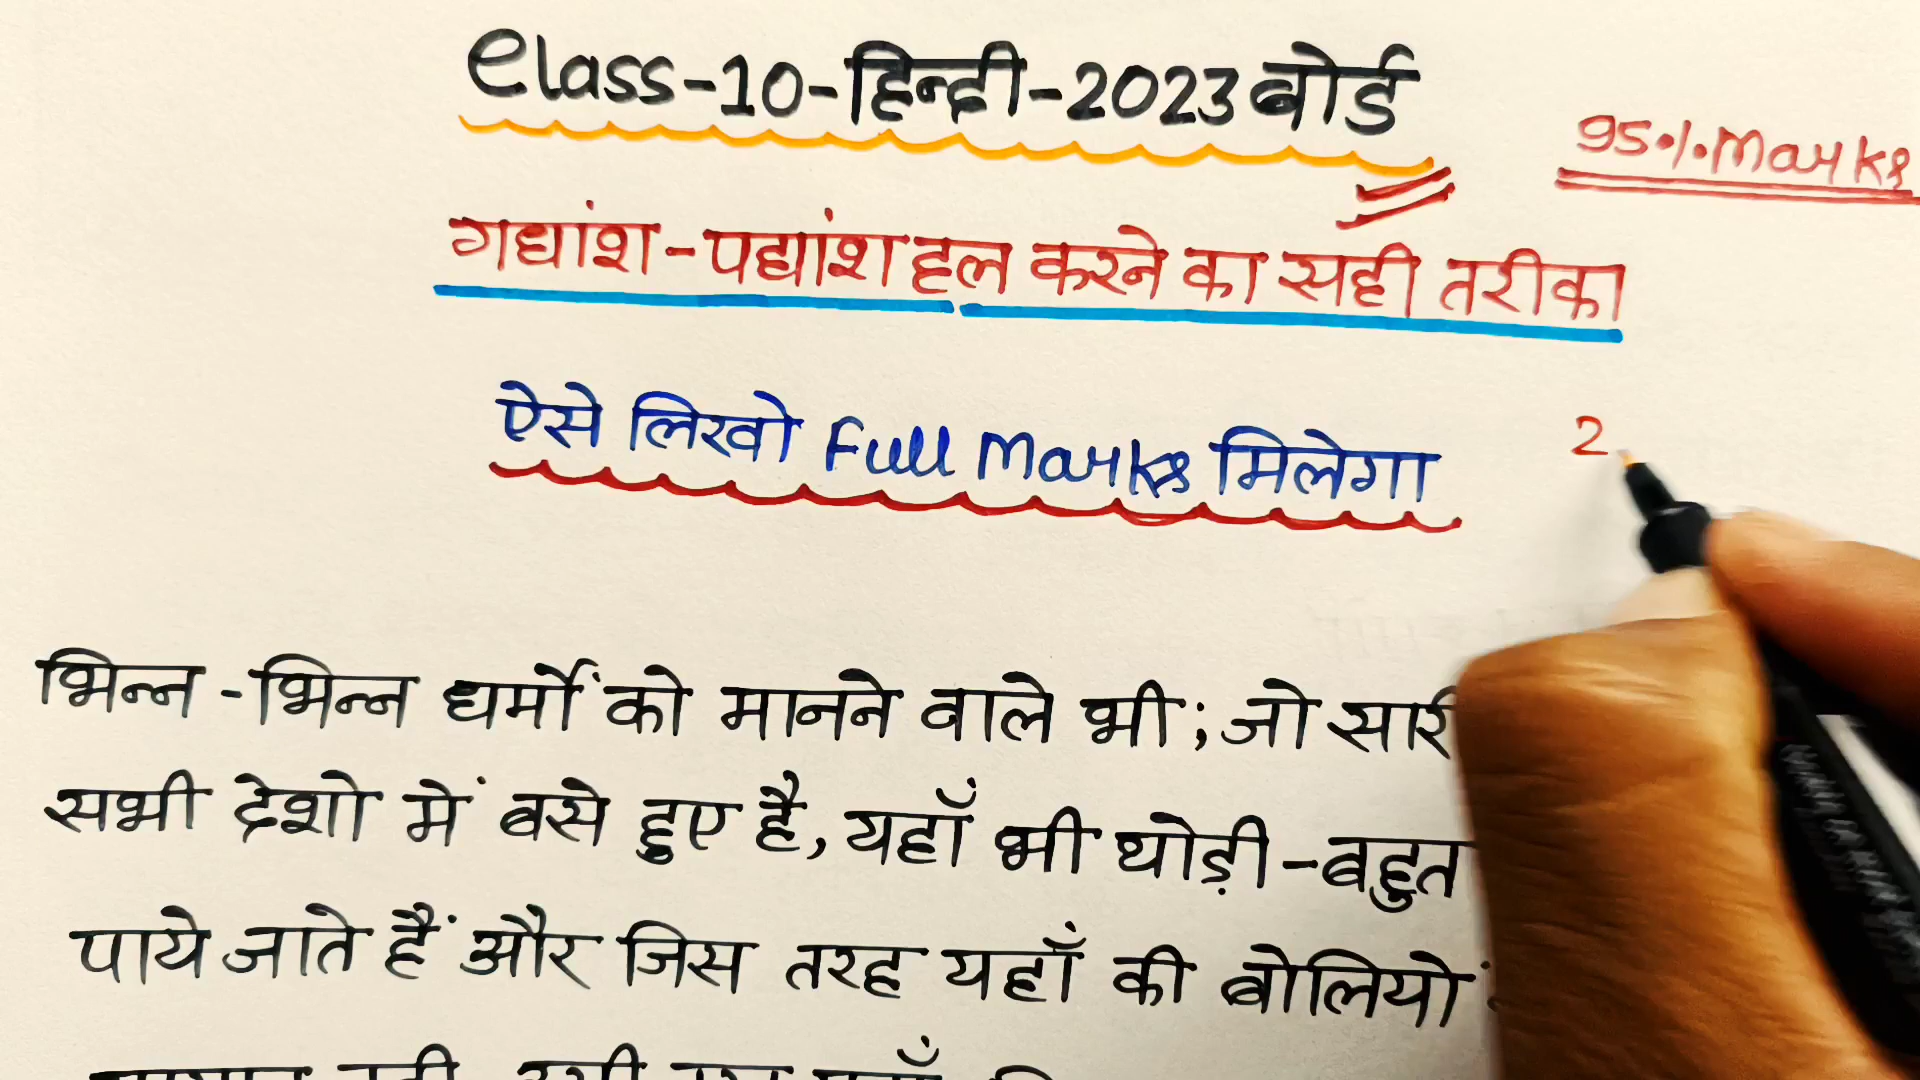 Class-10-हिन्दी-2023 बोर्ड
95% Marks
गद्यांश-पद्यांश हल करने का सही तरीका
ऐसे लिखो Full Marks मिलेगा
2
भिन्न-भिन्न धर्मों को मानने वाले भी; जो सारी
सभी देशो में बसे हुए है, यहाँ भी थोड़ी-बहुत
पाये जाते हैं और जिस तरह यहाँ की बोलियों